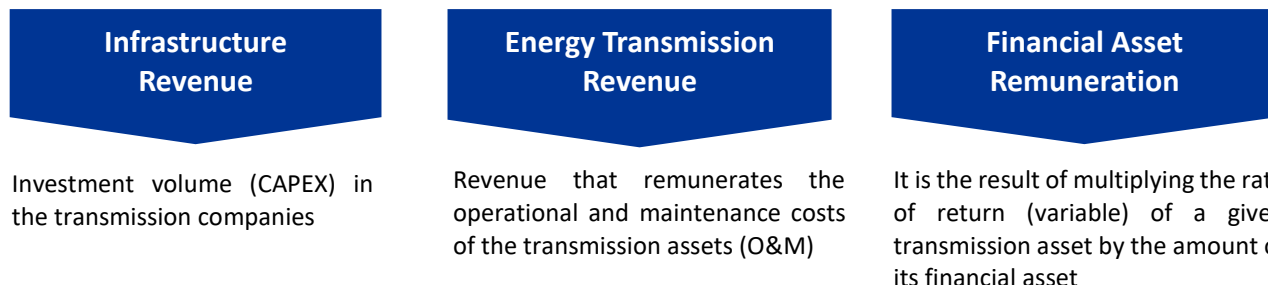 Infrastructure
Revenue
Energy Transmission
Revenue
Financial Asset
Remuneration
Investment volume (CAPEX) in
the transmission companies
Revenue that remunerates the
operational and maintenance costs
of the transmission assets (O&M)
It is the result of multiplying the
of return (variable) of a
transmission asset by the amount
its financial asset